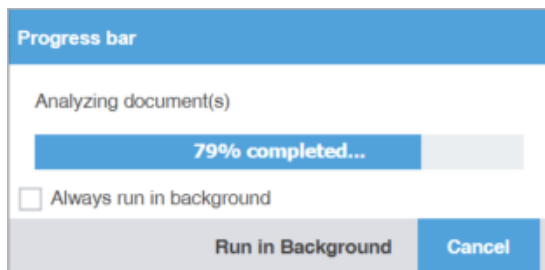 Progress bar
Analyzing document(s)
79% completed...
Always run in background
Run in Background Cancel